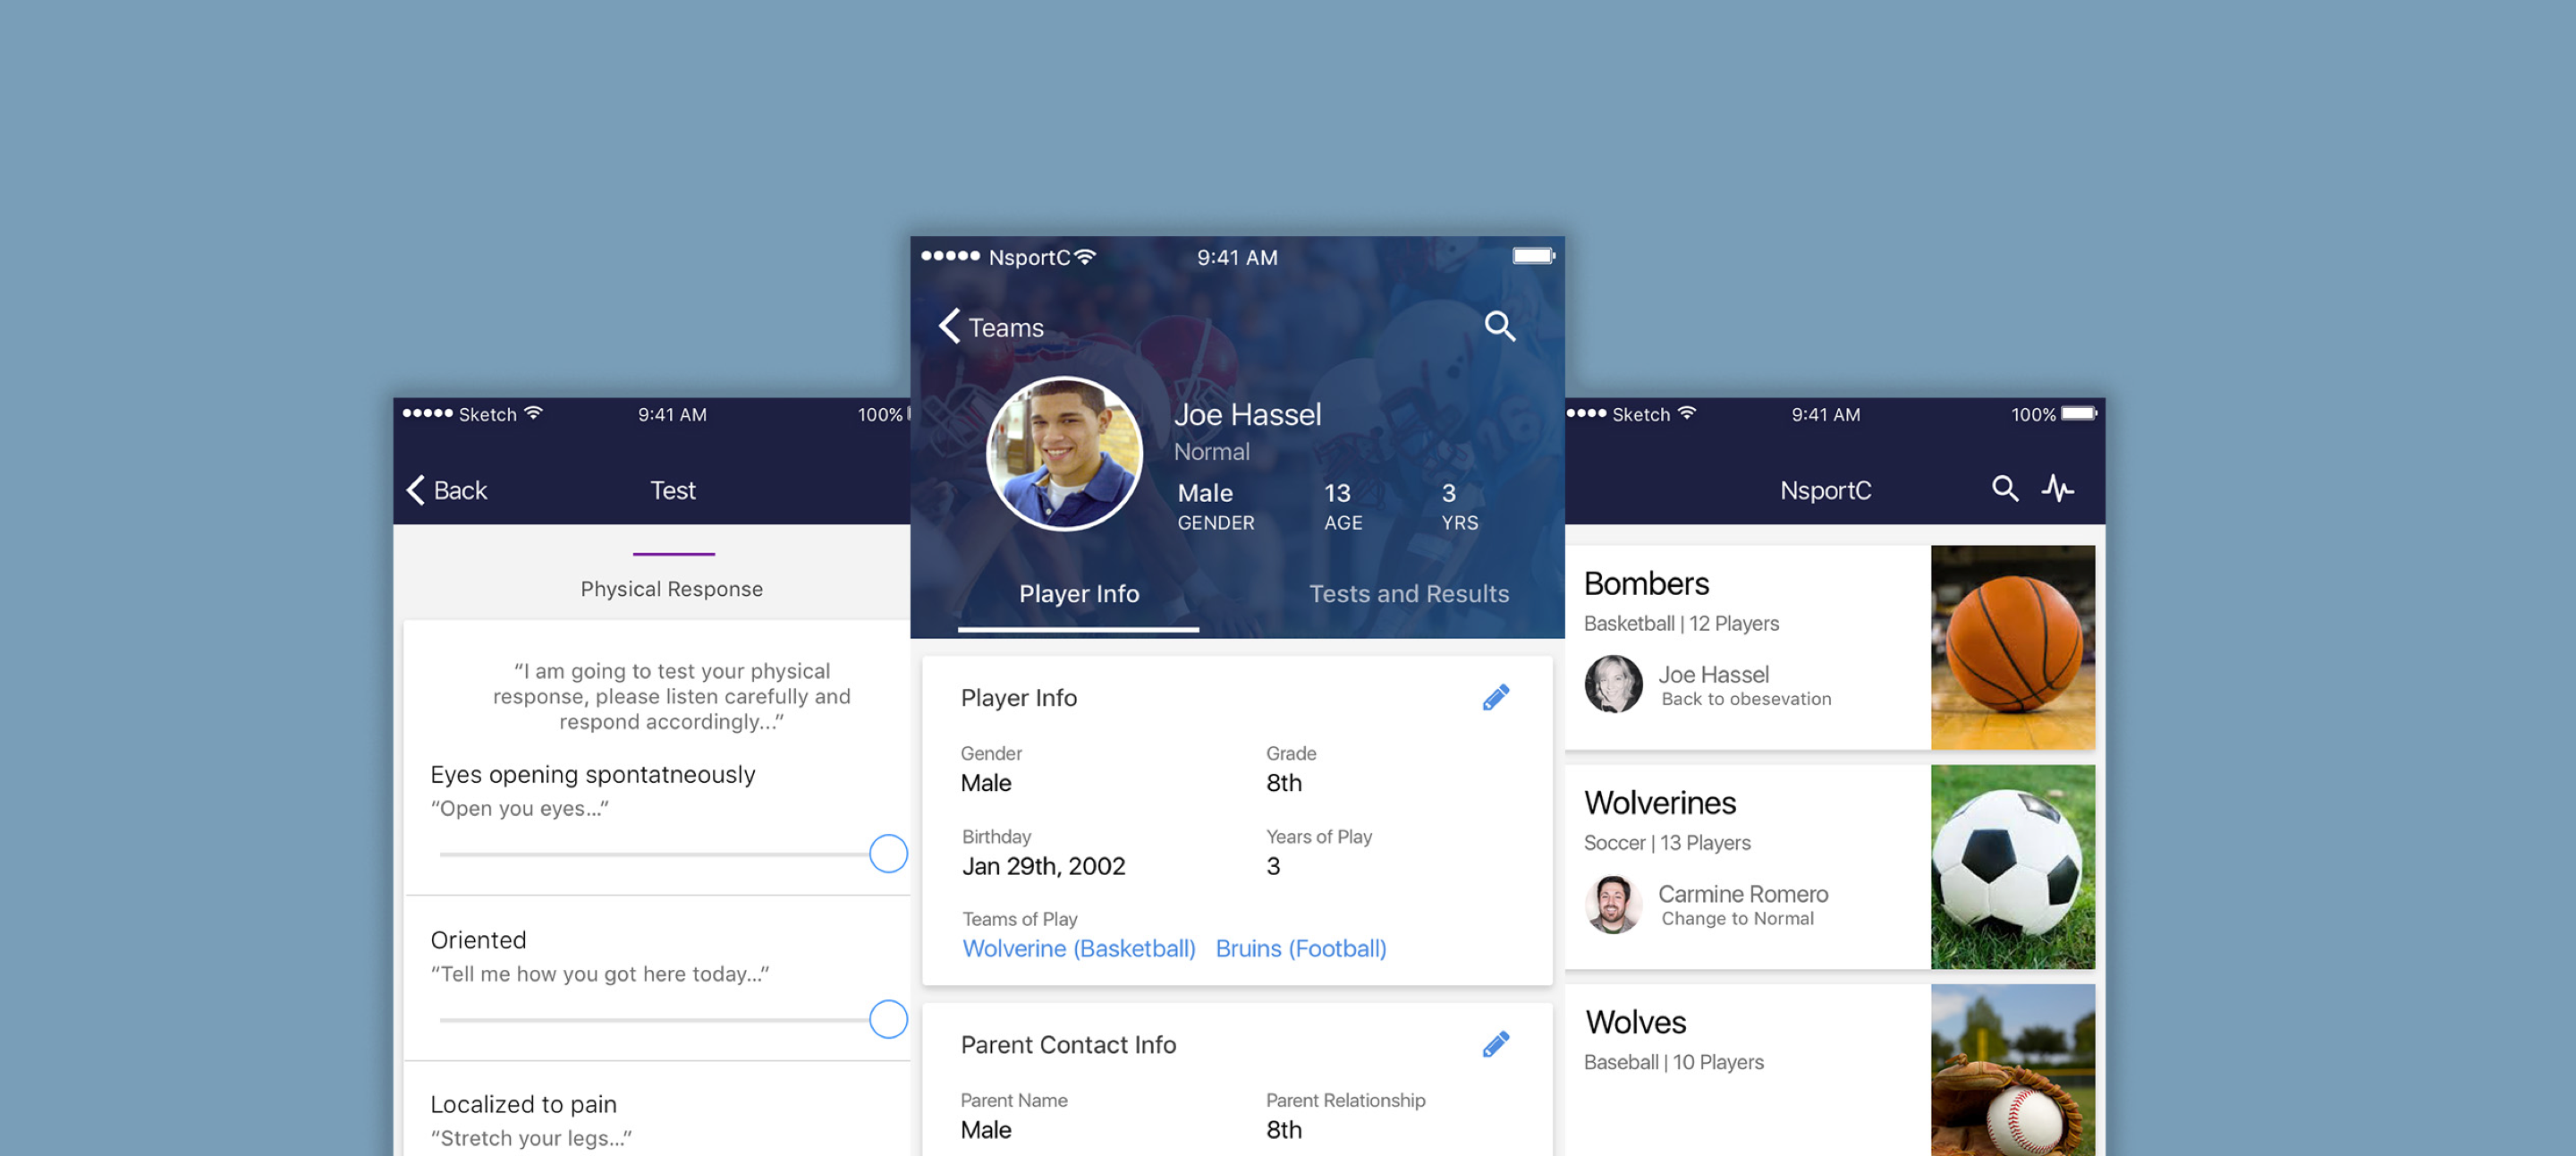 Sketch 9:41 AM 100%
Back Test
Physical Response
“I am going to test your physical
response, please listen carefully and
respond accordingly...”
Eyes opening spontatneously
“Open you eyes...”
Oriented
“Tell me how you got here today...”
Localized to pain
“Stretch your legs...”
NsportC 9:41 AM
Teams
Joe Hassel
Normal
Male 13 3
GENDER AGE YRS
Player Info Tests and Results
Player Info
Gender Grade
Male 8th
Birthday Years of Play
Jan 29th, 2002 3
Teams of Play
Wolverine (Basketball) Bruins (Football)
Parent Contact Info
Parent Name Parent Relationship
Male 8th
Sketch 9:41 AM 100%
NsportC
Bombers
Basketball | 12 Players
Joe Hassel
Back to obesevation
Wolverines
Soccer | 13 Players
Carmine Romero
Change to Normal
Wolves
Baseball | 10 Players